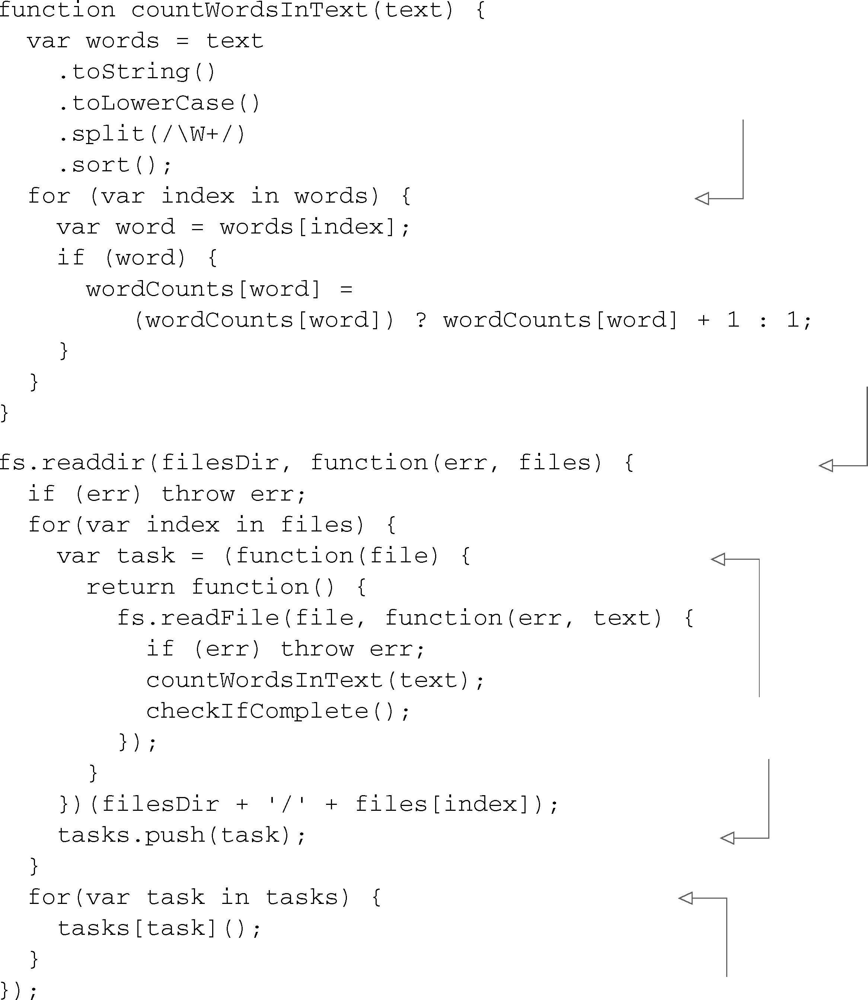 function countWordsInText(text) {
  var words = text
    .toString()
    .toLowerCase()
    .split(/\W+/)
    .sort();
  for (var index in words) {
    var word = words[index];
    if (word) {
      wordCounts[word] =
         (wordCounts[word]) ? wordCounts[word] + 1 : 1;
    }
  }
}

fs.readdir(filesDir, function(err, files) {
  if (err) throw err;
  for(var index in files) {
    var task = (function(file) {
      return function() {
        fs.readFile(file, function(err, text) {
          if (err) throw err;
          countWordsInText(text);
          checkIfComplete();
        });
      }
    })(filesDir + '/' + files[index]);
    tasks.push(task);
  }
  for(var task in tasks) {
    tasks[task]();
  }
});